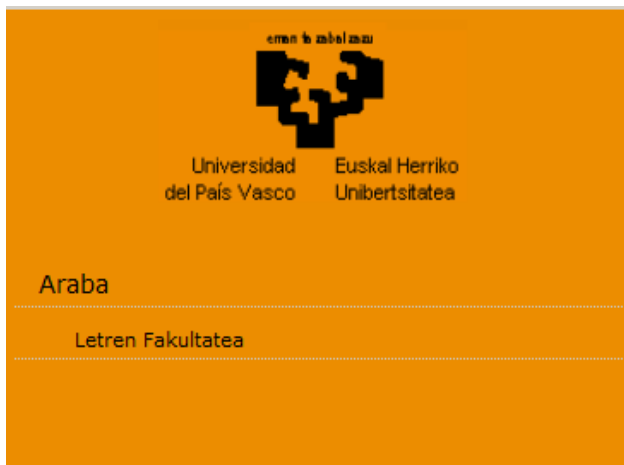 eman ta zabal zazu
Universidad Euskal Herriko
del País Vasco Unibertsitatea
Araba
Letren Fakultatea